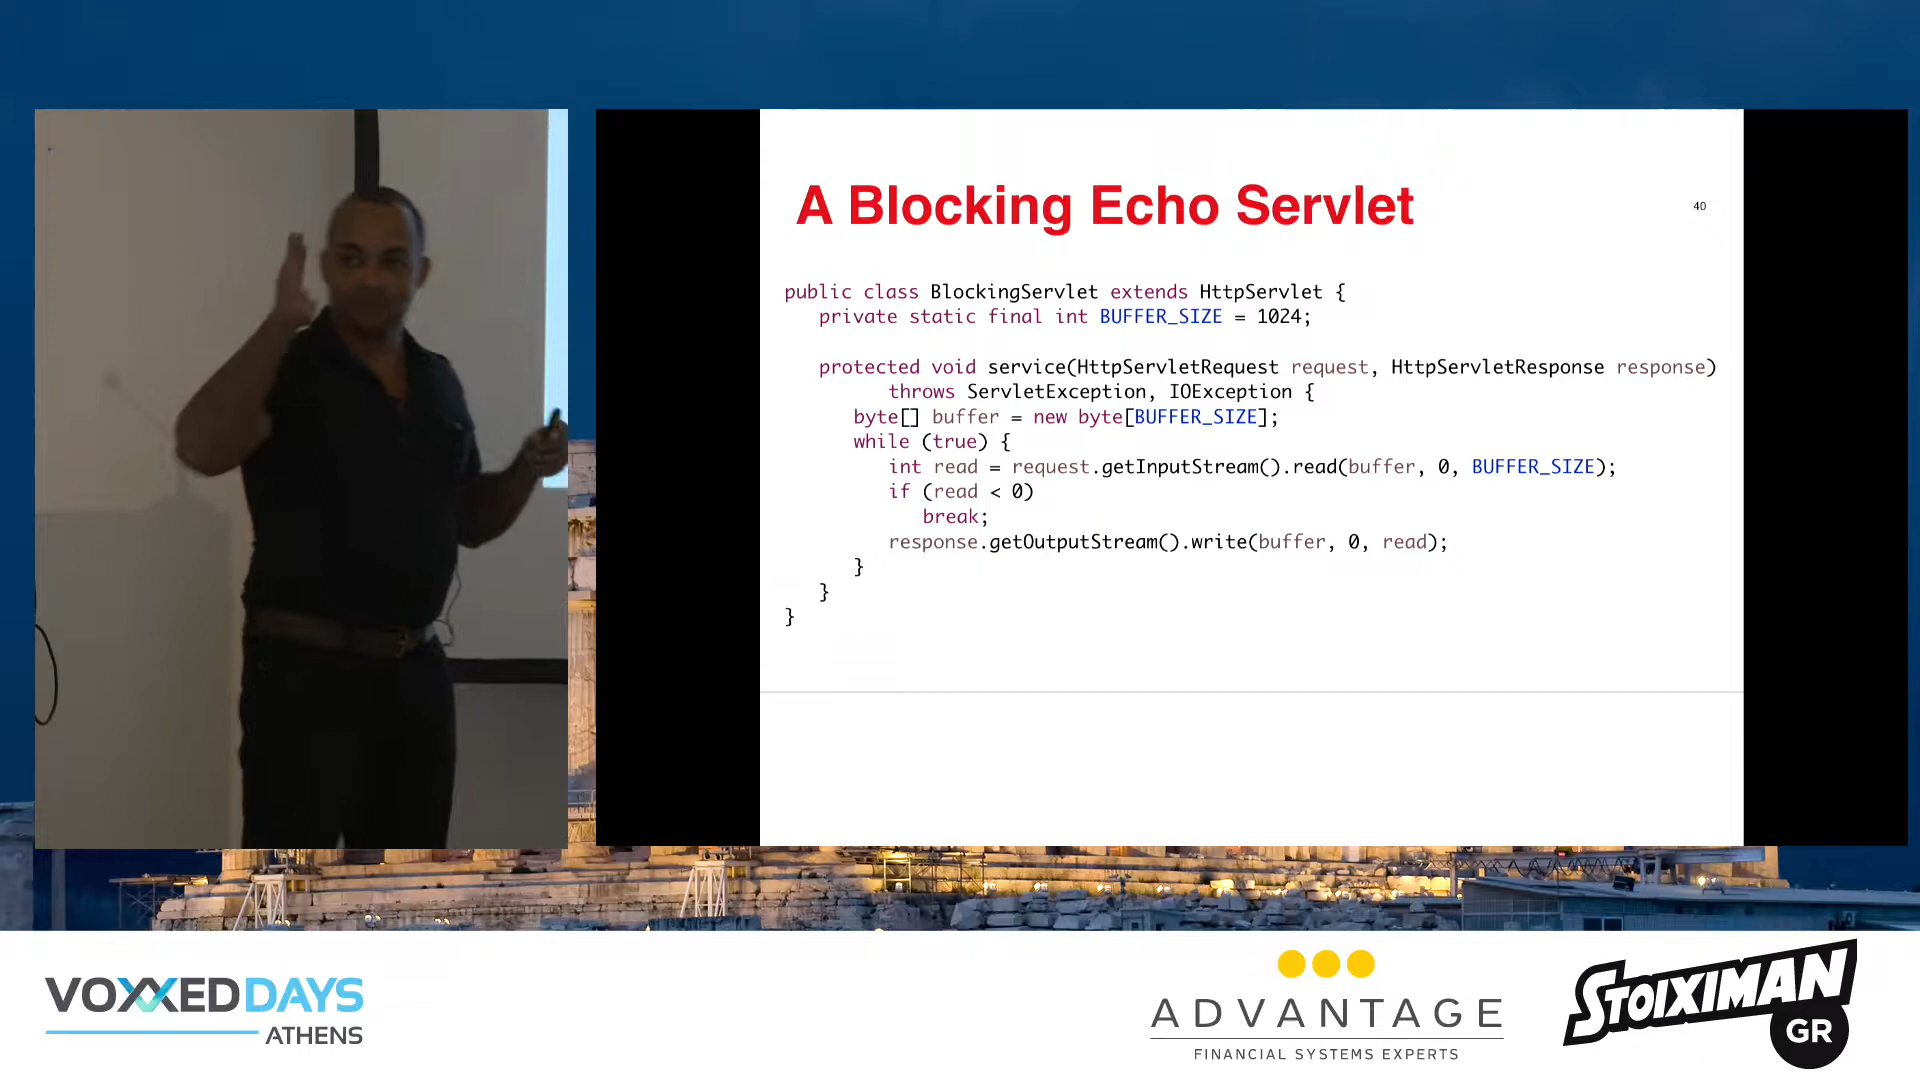 A Blocking Echo Servlet
40
public class BlockingServlet extends HttpServlet {
private static final int BUFFER_SIZE = 1024;
protected void service(HttpServletRequest request, HttpServletResponse response)
throws ServletException, IOException {
byte[] buffer = new byte[BUFFER_SIZE];
while (true) {
int read = request.getInputStream().read(buffer, 0, BUFFER_SIZE);
if (read < 0)
break;
response.getOutputStream().write(buffer, 0, read);
}
}
}
VOXXEDDAYS
ATHENS
ADVANTAGE
FINANCIAL SYSTEMS EXPERTS
STOIXIMAN
GR